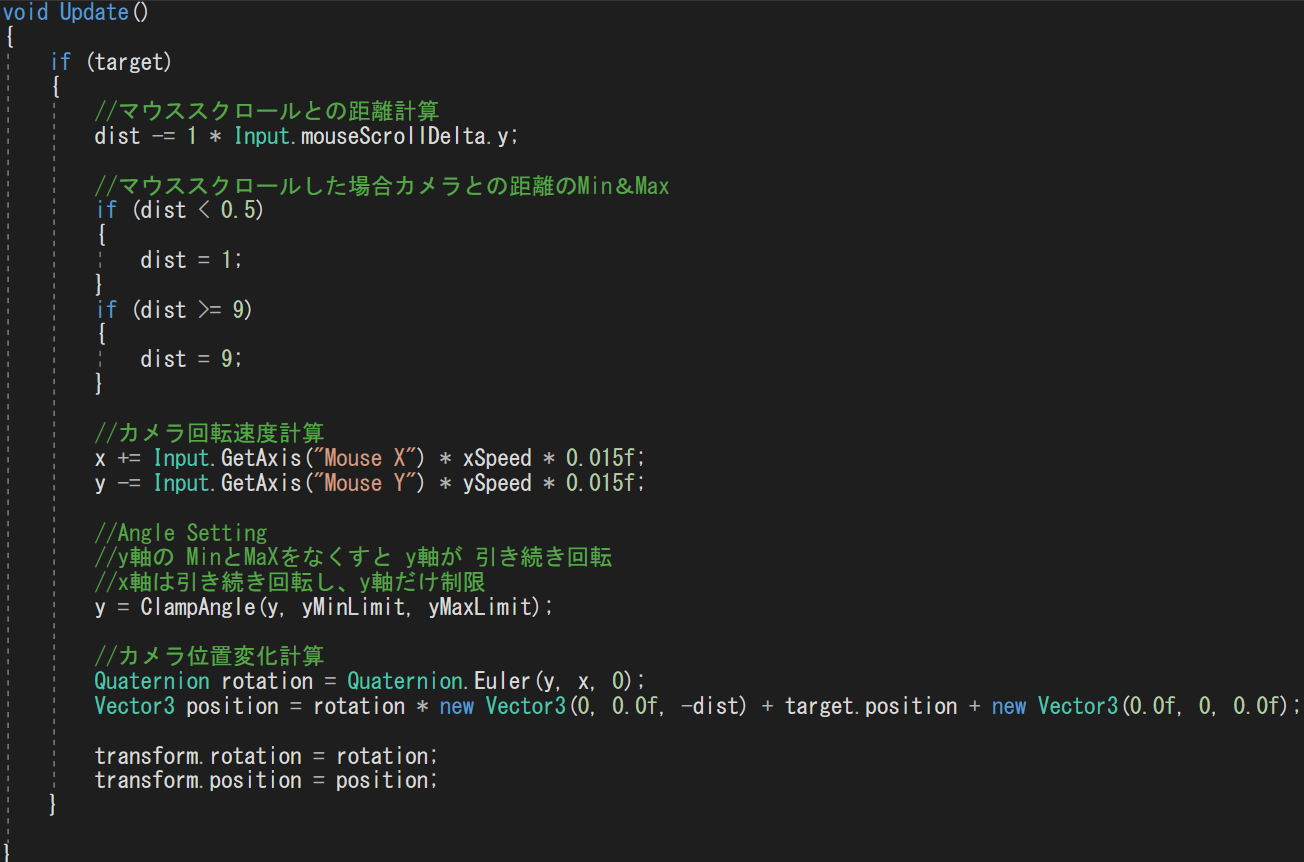 void Update()
{
if (target)
{
//マウススクロールとの距離計算
dist -= 1 * Input.mouseScrollDelta.y;
//マウススクロールした場合カメラとの距離のMin&Max
if (dist < 0.5)
{
dist = 1;
}
if (dist >= 9)
{
dist = 9;
}
//カメラ回転速度計算
x += Input.GetAxis("Mouse X") * xSpeed * 0.015f;
y -= Input.GetAxis("Mouse Y") * ySpeed * 0.015f;
//Angle Setting
//y軸の MinとMaXをなくすと y軸が 引き続き回転
//x軸は引き続き回転し、y軸だけ制限
y = ClampAngle(y, yMinLimit, yMaxLimit);
//カメラ位置変化計算
Quaternion rotation = Quaternion.Euler(y, x, 0);
Vector3 position = rotation * new Vector3(0, 0.0f, -dist) + target.position + new Vector3(0.0f, 0, 0.0f);
transform.rotation = rotation;
transform.position = position;
}
}